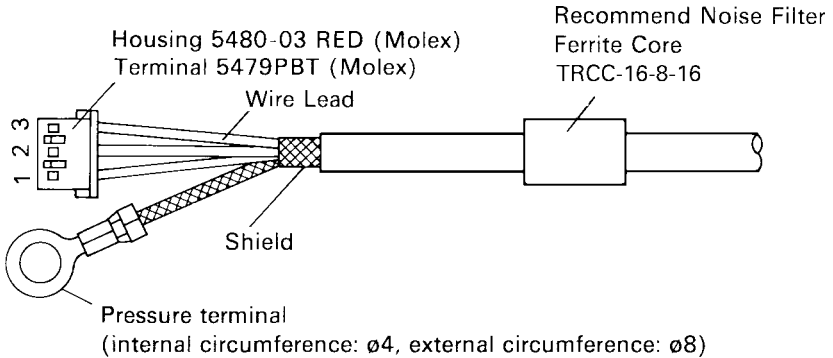 Housing 5480-03 RED (Molex)
Terminal 5479PBT (Molex)
Wire Lead
Recommend Noise Filter
Ferrite Core
TRCC-16-8-16
3
2
1
Shield
Pressure terminal
(internal circumference: ø4, external circumference: ø8)